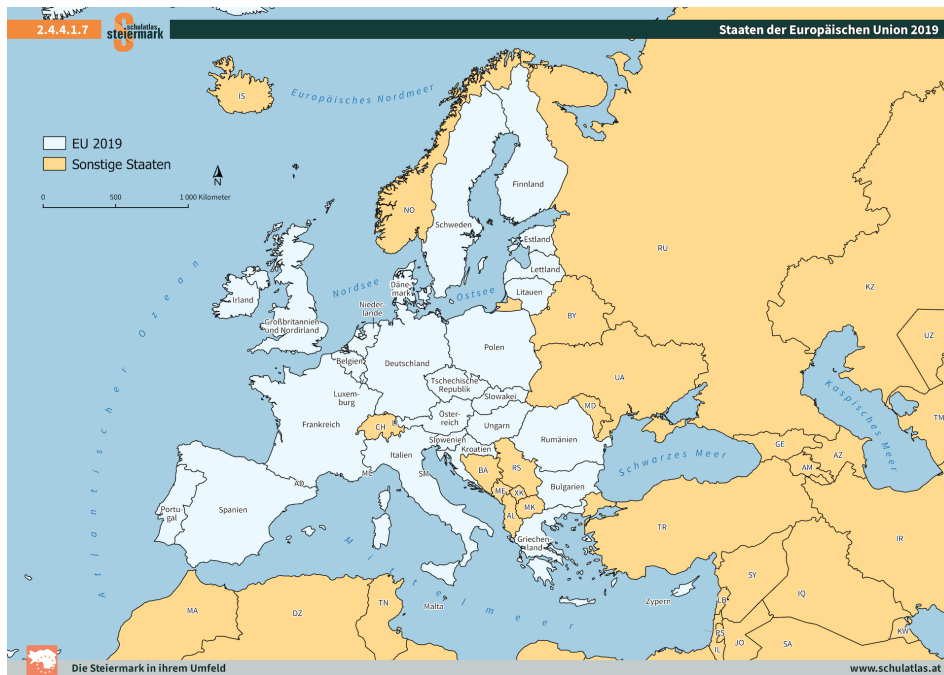 2.4.4.1.7
schulatlas
steiermark
Staaten der Europäischen Union 2019
Europäisches Nordmeer
IS
EU 2019
Sonstige Staaten
N
0 500 1 000 Kilometer
Finnland
NO
Schweden
RU
Estland
Lettland
Litauen
KZ
Nordsee
Däne-
mark
Ostsee
Irland
Nieder-
lande
BY
Großbritannien
und Nordirland
UZ
Atlantischer Ozean
Polen
Belgien
Deutschland
UA
Tschechische
Republik
Luxem-
burg
Slowakei
Kaspisches Meer
MD
TM
Frankreich
CH
Öster-
reich
Ungarn
Rumänien
Slowenien
Kroatien
GE
Italien
Schwarzes Meer
AZ
AM
BA
RS
SM
AD
Bulgarien
ME
XK
MK
AL
Portu-
gal
Spanien
TR
IR
Griechen-
land
Mittelmeer
SY
IQ
Zypern
LB
Malta
MA
DZ
TN
PS
JO
IL
SA
KW
Die Steiermark in ihrem Umfeld
www.schulatlas.at